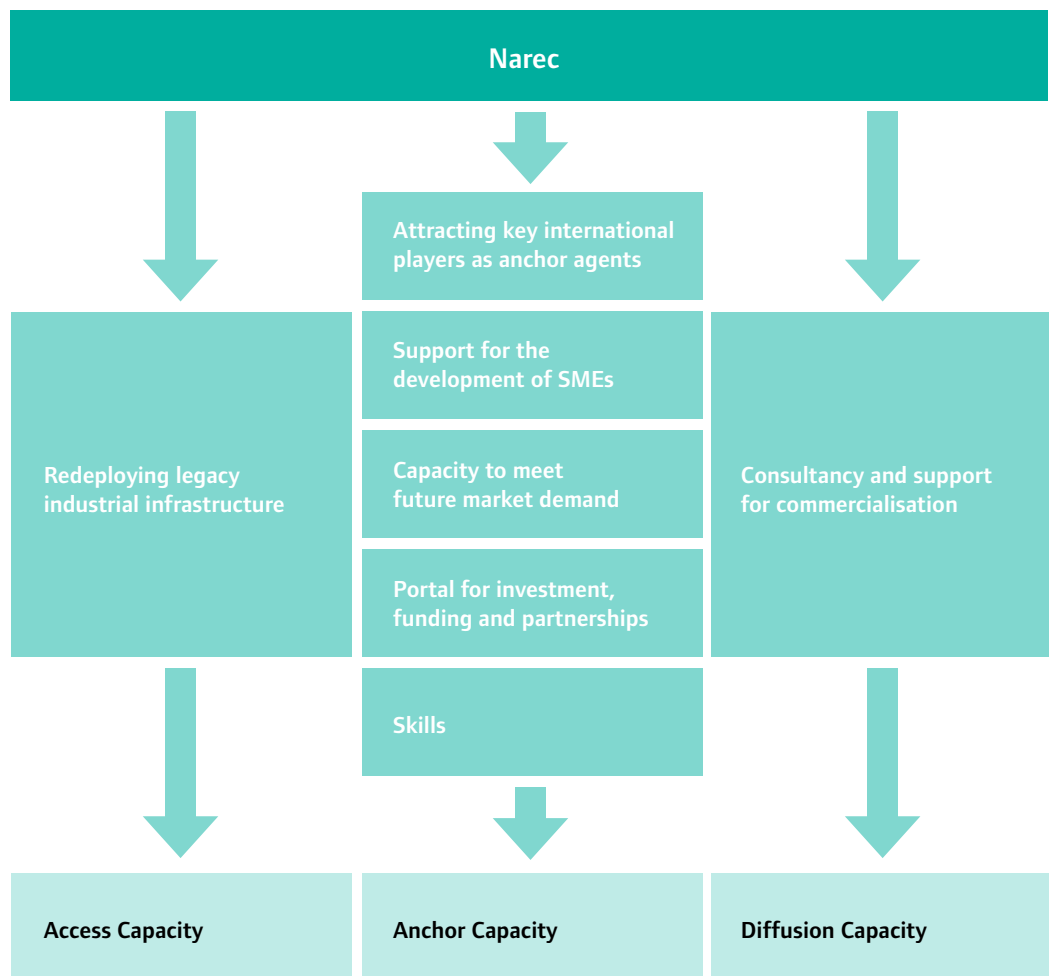 Narec
Attracting key international
players as anchor agents
Support for the
development of SMEs
Redeploying legacy
industrial infrastructure
Capacity to meet
future market demand
Consultancy and support
for commercialisation
Portal for investment,
funding and partnerships
Skills
Access Capacity
Anchor Capacity
Diffusion Capacity